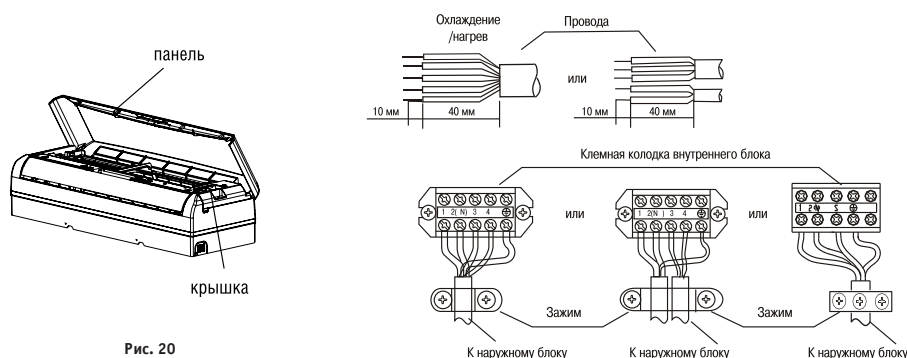 панель
крышка
Рис. 20
Охлаждение
/нагрев
Провода
или
10 мм
40 мм
10 мм
40 мм
Клемная колодка внутреннего блока
1 2(N) 3 4
или
1 2(N) 3 4
или
Зажим
Зажим
К наружному блоку
К наружному блоку
К наружному блоку